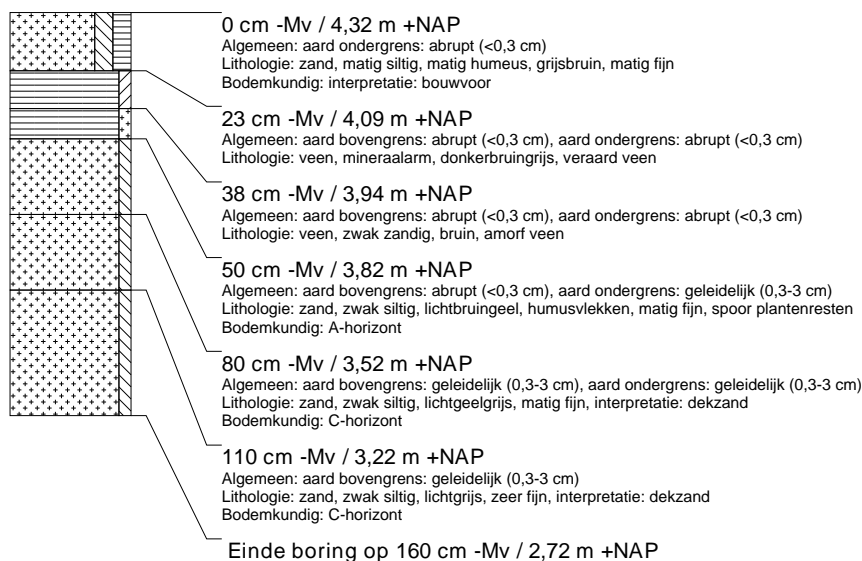 0 cm -Mv / 4,32 m +NAP
Algemeen: aard ondergrens: abrupt (<0,3 cm)
Lithologie: zand, matig siltig, matig humeus, grijsbruin, matig fijn
Bodemkundig: interpretatie: bouwvoor
23 cm -Mv / 4,09 m +NAP
Algemeen: aard bovengrens: abrupt (<0,3 cm), aard ondergrens: abrupt (<0,3 cm)
Lithologie: veen, mineraalarm, donkerbruingrijs, veraard veen
38 cm -Mv / 3,94 m +NAP
Algemeen: aard bovengrens: abrupt (<0,3 cm), aard ondergrens: abrupt (<0,3 cm)
Lithologie: veen, zwak zandig, bruin, amorf veen
50 cm -Mv / 3,82 m +NAP
Algemeen: aard bovengrens: abrupt (<0,3 cm), aard ondergrens: geleidelijk (0,3-3 cm)
Lithologie: zand, zwak siltig, lichtbruingeel, humusvlekken, matig fijn, spoor plantenresten
Bodemkundig: A-horizont
80 cm -Mv / 3,52 m +NAP
Algemeen: aard bovengrens: geleidelijk (0,3-3 cm), aard ondergrens: geleidelijk (0,3-3 cm)
Lithologie: zand, zwak siltig, lichtgeelgrijs, matig fijn, interpretatie: dekzand
Bodemkundig: C-horizont
110 cm -Mv / 3,22 m +NAP
Algemeen: aard bovengrens: geleidelijk (0,3-3 cm)
Lithologie: zand, zwak siltig, lichtgrijs, zeer fijn, interpretatie: dekzand
Bodemkundig: C-horizont
Einde boring op 160 cm -Mv / 2,72 m +NAP